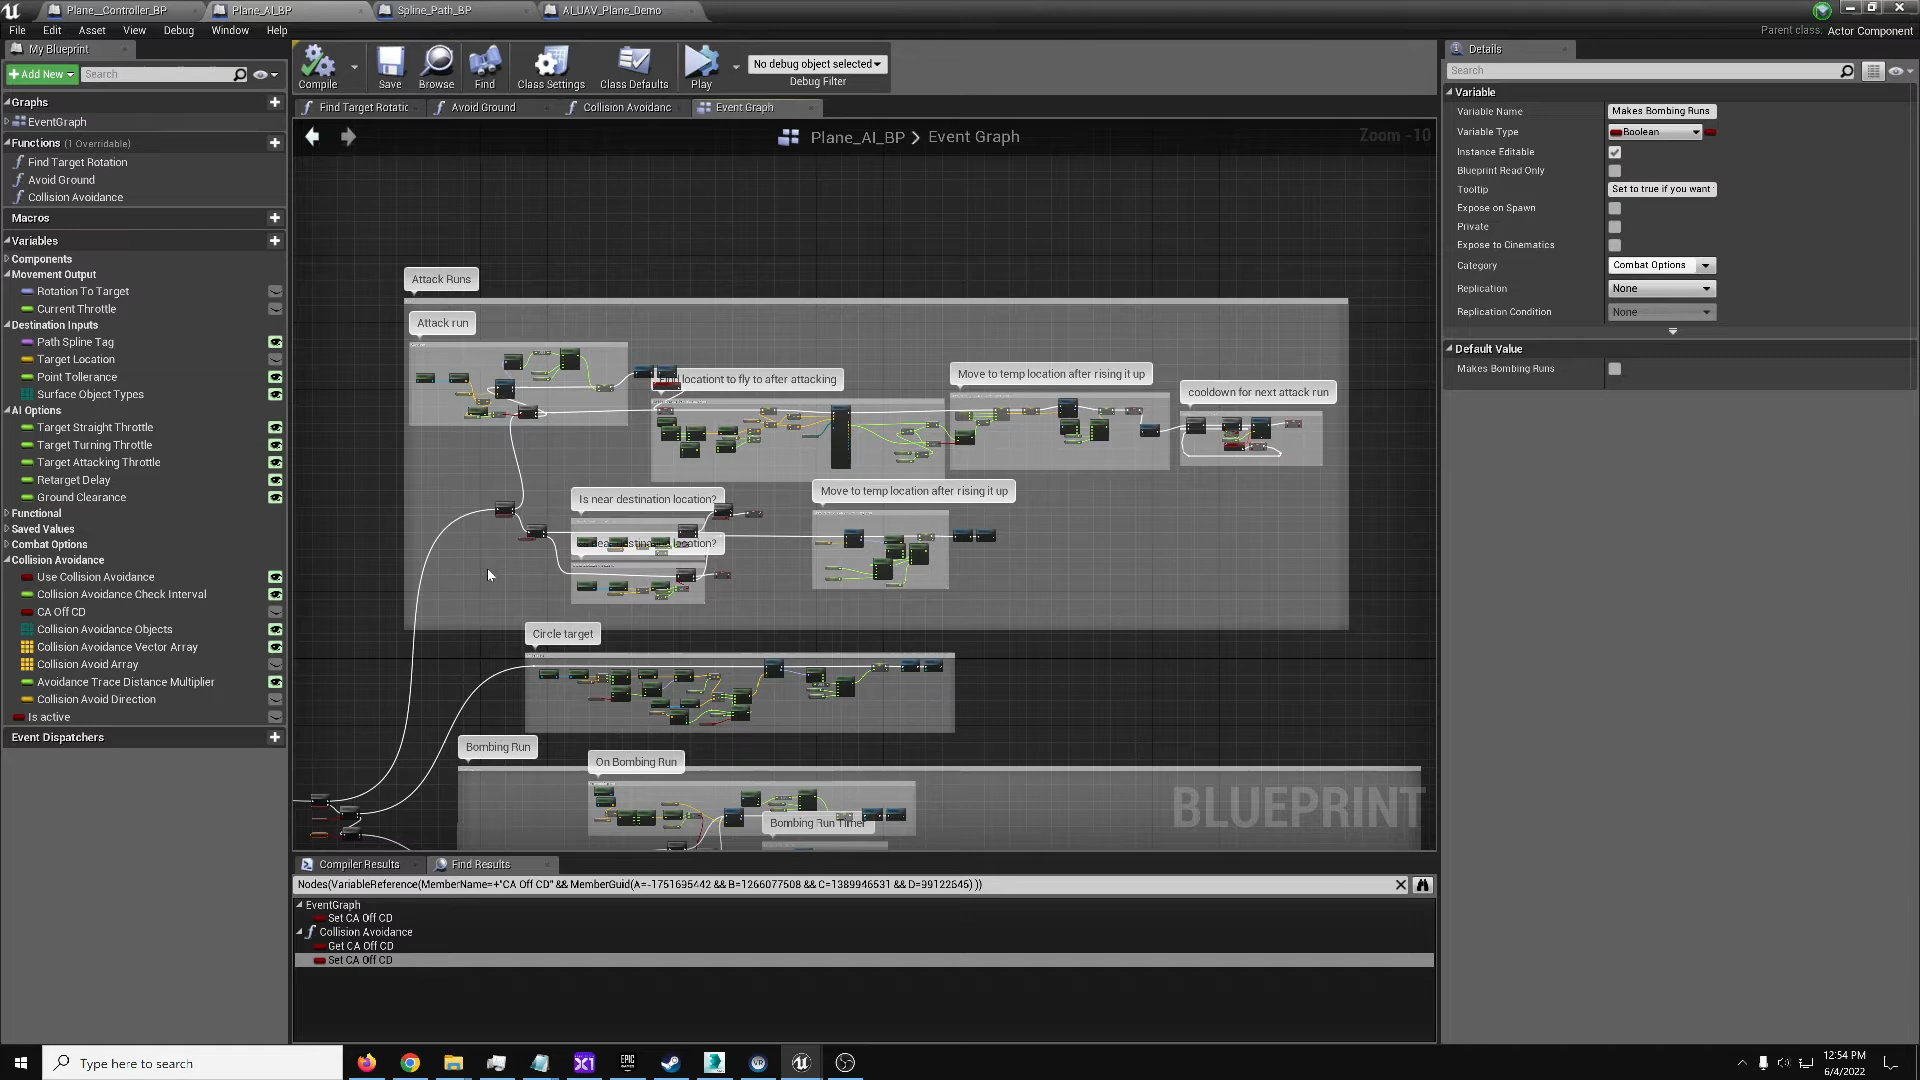 Plane__Controller_BP
Plane_AI_BP
Spline_Path_BP
AI_UAV_Plane_Demo
File
Edit
Asset
View
Debug
Window
Help
Parent class: Actor Component
My Blueprint
Add New
Search
Compile
Save
Browse
Find
Class Settings
Class Defaults
Play
No debug object selected
Debug Filter
Details
Search
Graphs
EventGraph
Functions (1 Overridable)
Find Target Rotation
Avoid Ground
Collision Avoidance
Macros
Variables
Components
Movement Output
Rotation To Target
Current Throttle
Destination Inputs
Path Spline Tag
Target Location
Point Tollerance
Surface Object Types
AI Options
Target Straight Throttle
Target Turning Throttle
Target Attacking Throttle
Retarget Delay
Ground Clearance
Functional
Saved Values
Combat Options
Collision Avoidance
Use Collision Avoidance
Collision Avoidance Check Interval
CA Off CD
Collision Avoidance Objects
Collision Avoidance Vector Array
Collision Avoid Array
Avoidance Trace Distance Multiplier
Collision Avoid Direction
Is active
Event Dispatchers
Find Target Rotatic
Avoid Ground
Collision Avoidanc
Event Graph
Plane_AI_BP > Event Graph
Zoom -10
Attack Runs
Attack run
locationt to fly to after attacking
Move to temp location after rising it up
cooldown for next attack run
Is near destination location?
Move to temp location after rising it up
Circle target
Bombing Run
On Bombing Run
Bombing Run Timer
BLUEPRINT
Variable
Variable Name
Makes Bombing Runs
Variable Type
Boolean
Instance Editable
Blueprint Read Only
Tooltip
Set to true if you want
Expose on Spawn
Private
Expose to Cinematics
Category
Combat Options
Replication
None
Replication Condition
None
Default Value
Makes Bombing Runs
Compiler Results
Find Results
Nodes(VariableReference(MemberName=+"CA Off CD" && MemberGuid(A=-1751695442 && B=1266077508 && C=1389946531 && D=99122645) ))
EventGraph
Set CA Off CD
Collision Avoidance
Get CA Off CD
Set CA Off CD
Type here to search
12:54 PM
6/4/2022